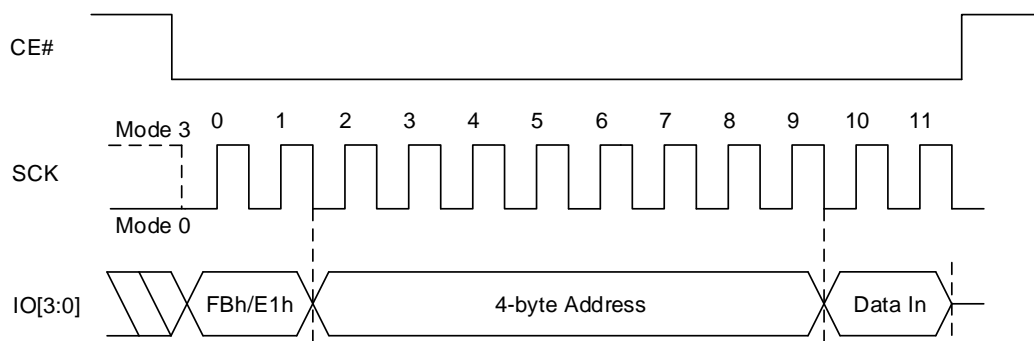 CE#
Mode 3 0 1 2 3 4 5 6 7 8 9 10 11
SCK
Mode 0
IO[3:0] FBh/E1h 4-byte Address Data In